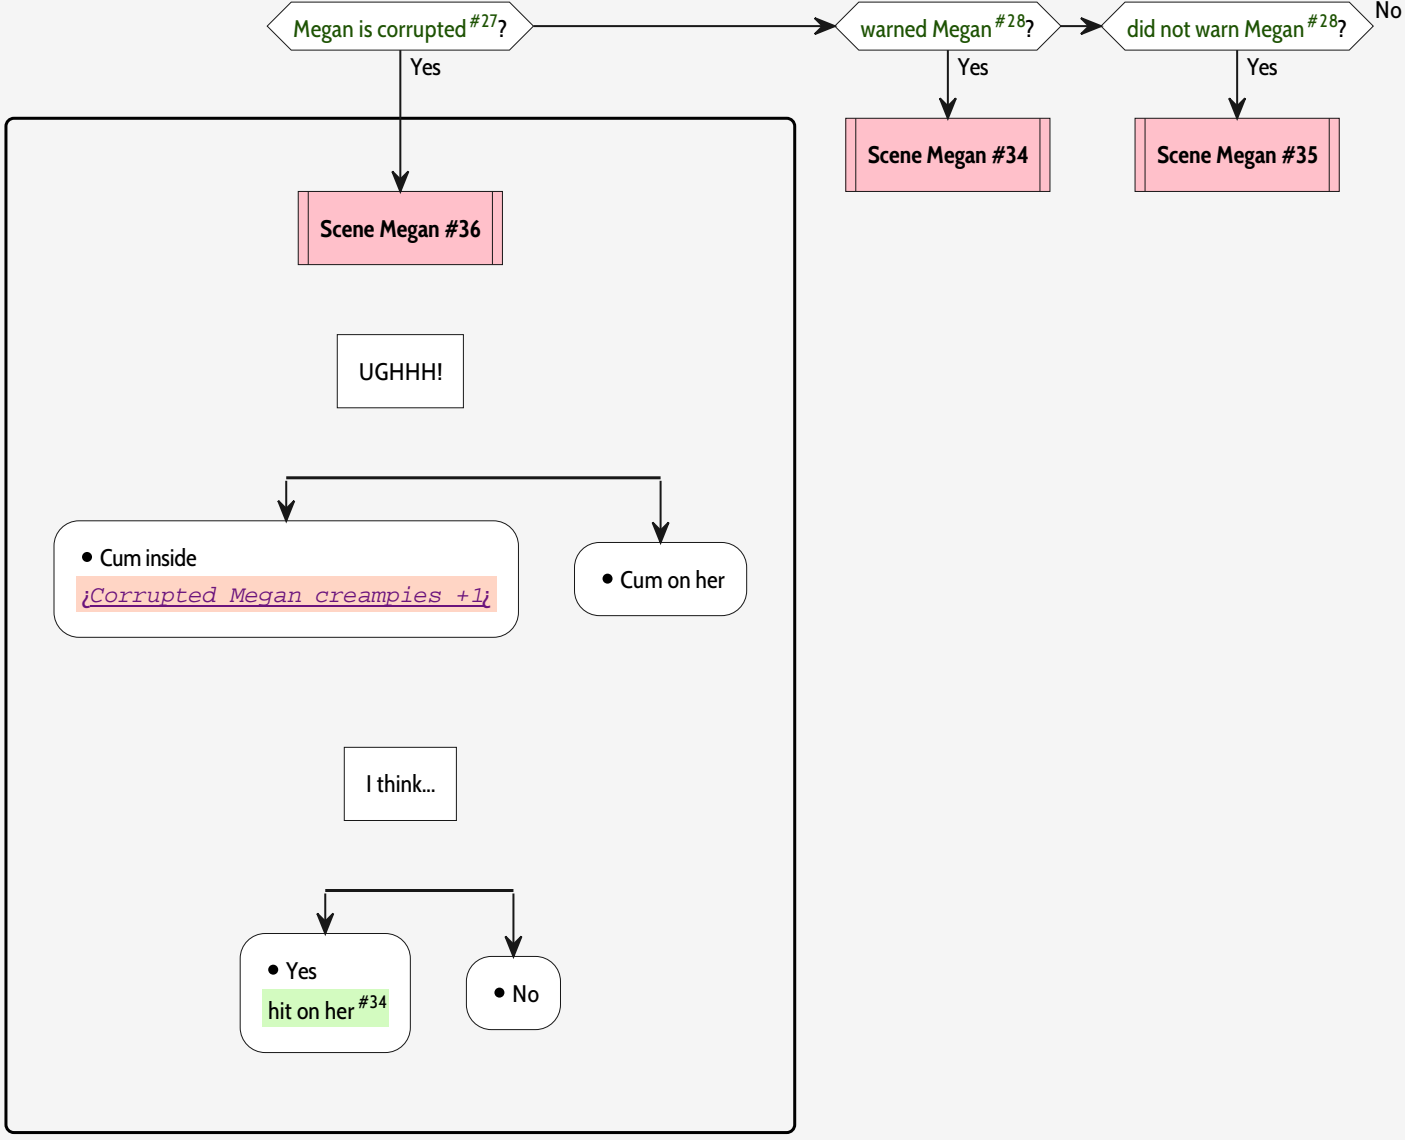 Megan is corrupted #27?
warned Megan #28?
did not warn Megan #28?
No
Yes
Yes
Yes
Scene Megan #34
Scene Megan #35
Scene Megan #36
UGHHH!
• Cum inside
¿Corrupted Megan creampies +1¿
• Cum on her
I think...
• Yes
hit on her #34
• No